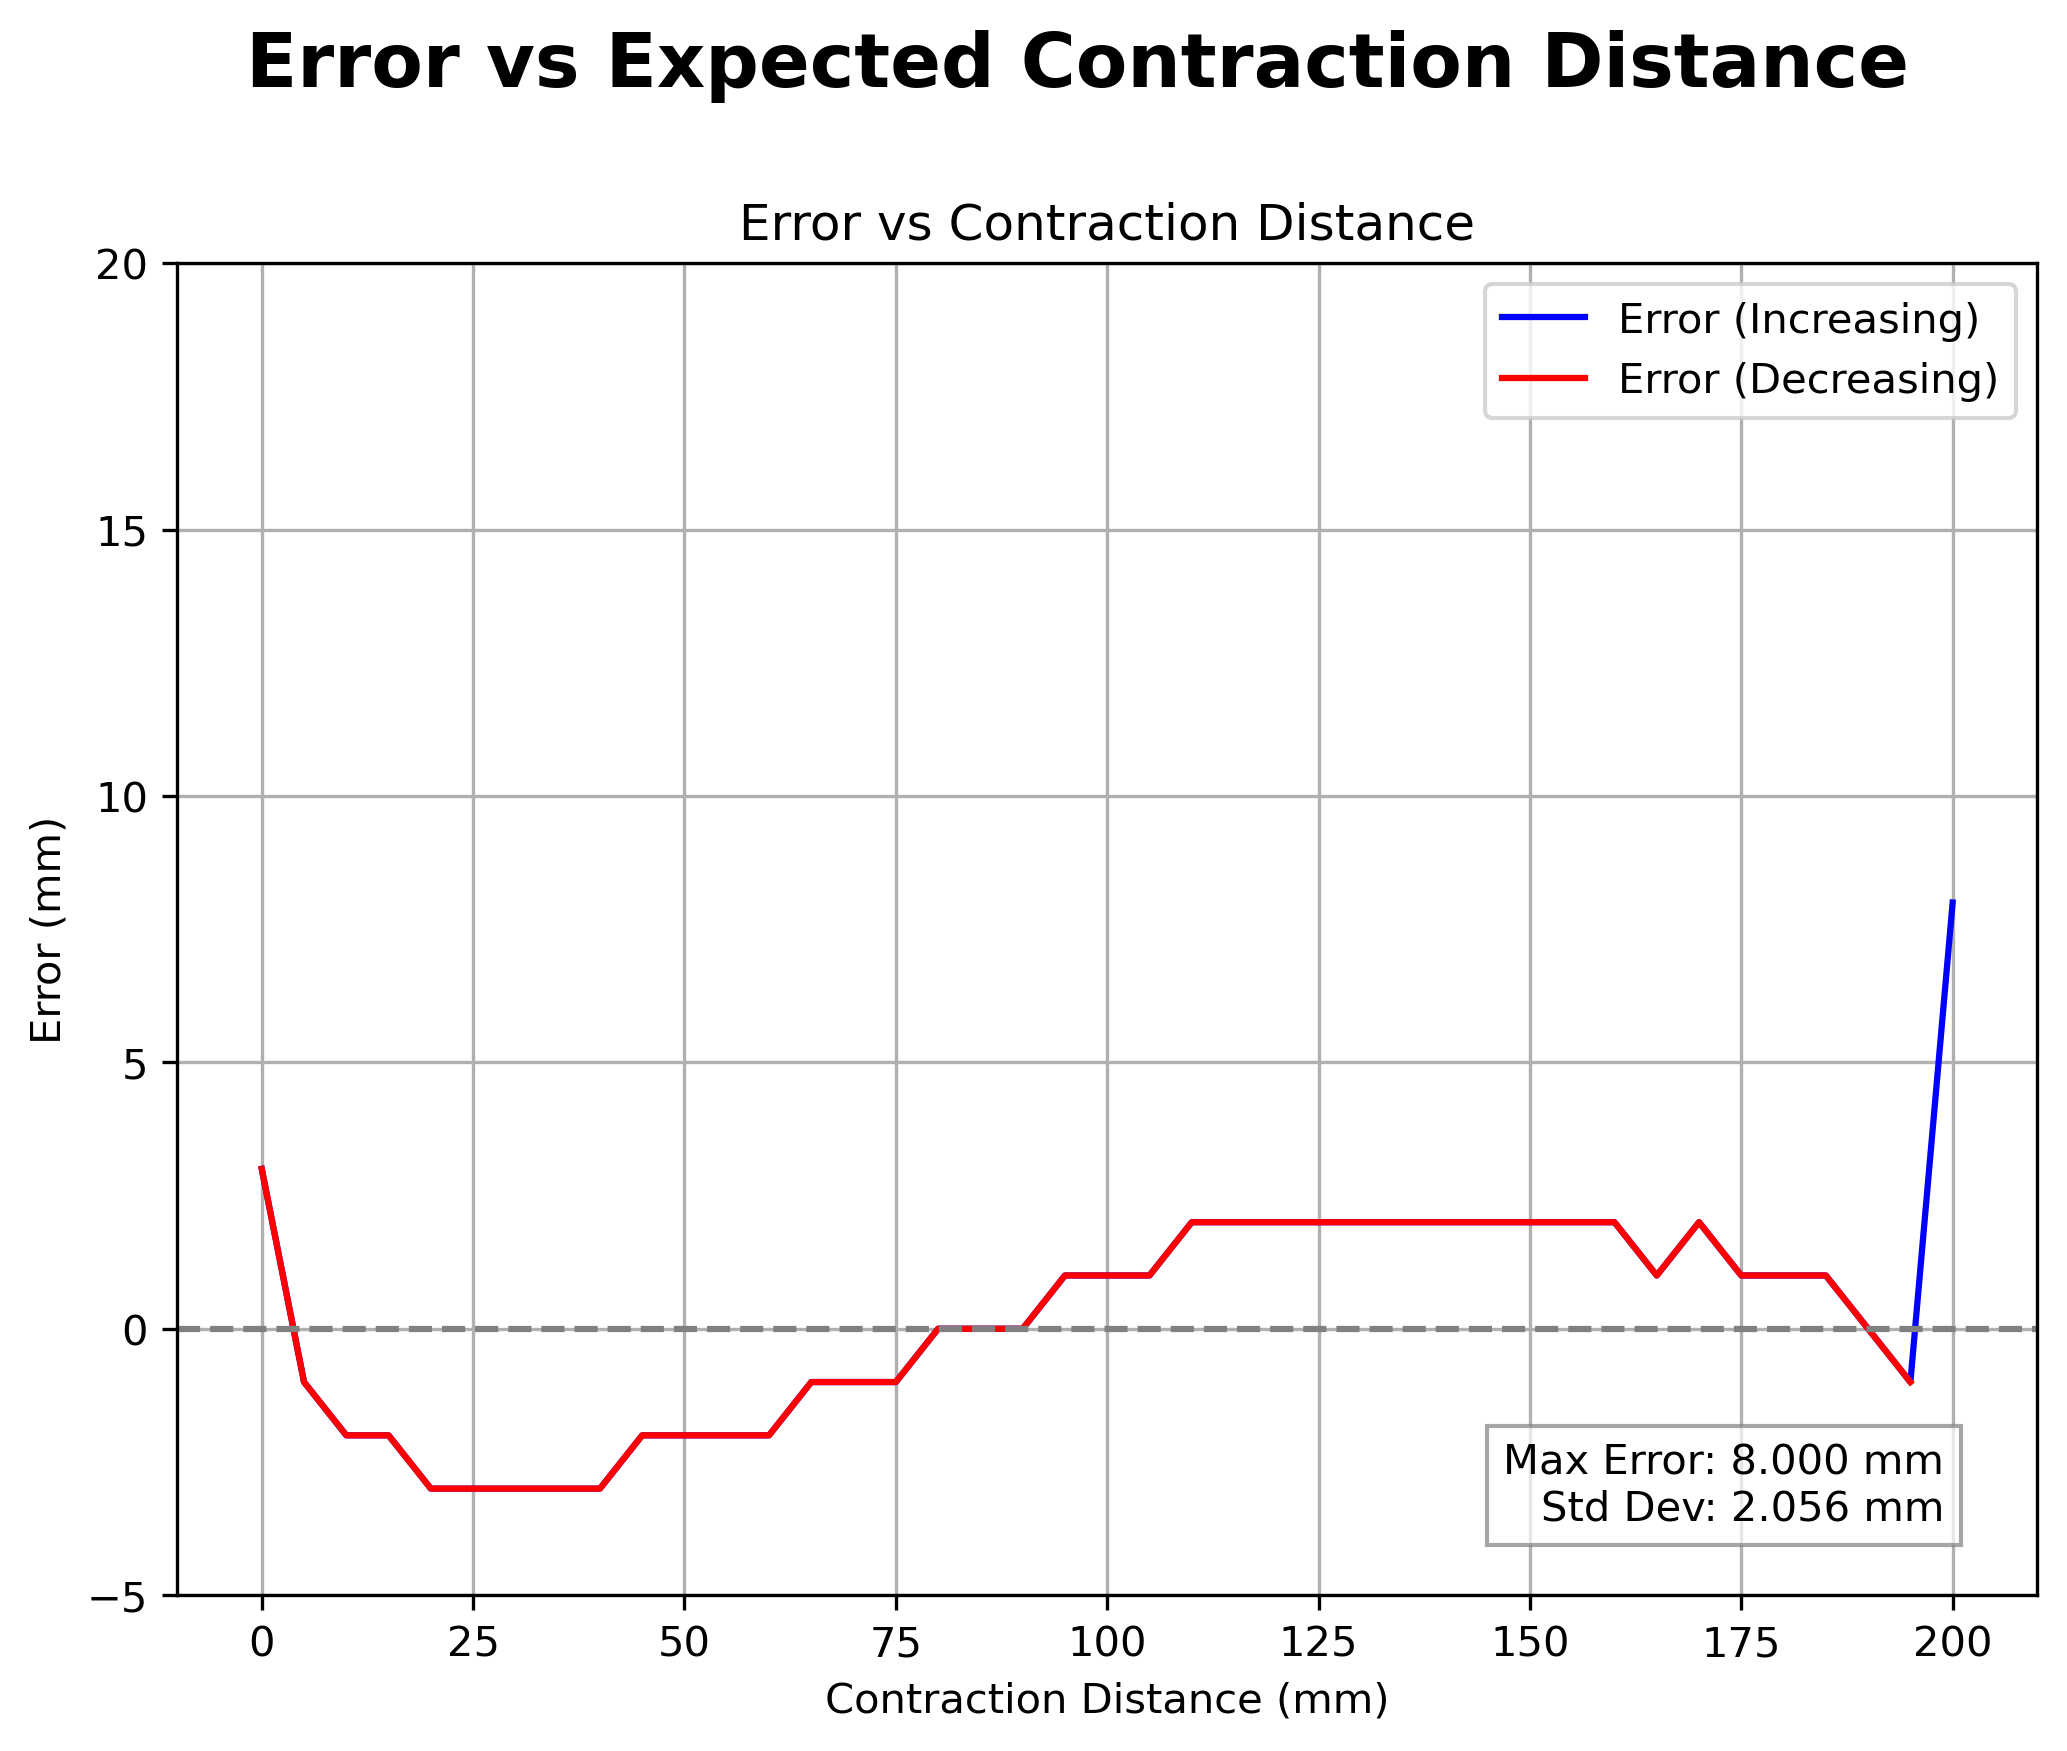 Error vs Expected Contraction Distance
Error vs Contraction Distance
20
15
10
5
0
−5
Error (mm)
Error (Increasing)
Error (Decreasing)
Max Error: 8.000 mm
Std Dev: 2.056 mm
0 25 50 75 100 125 150 175 200
Contraction Distance (mm)